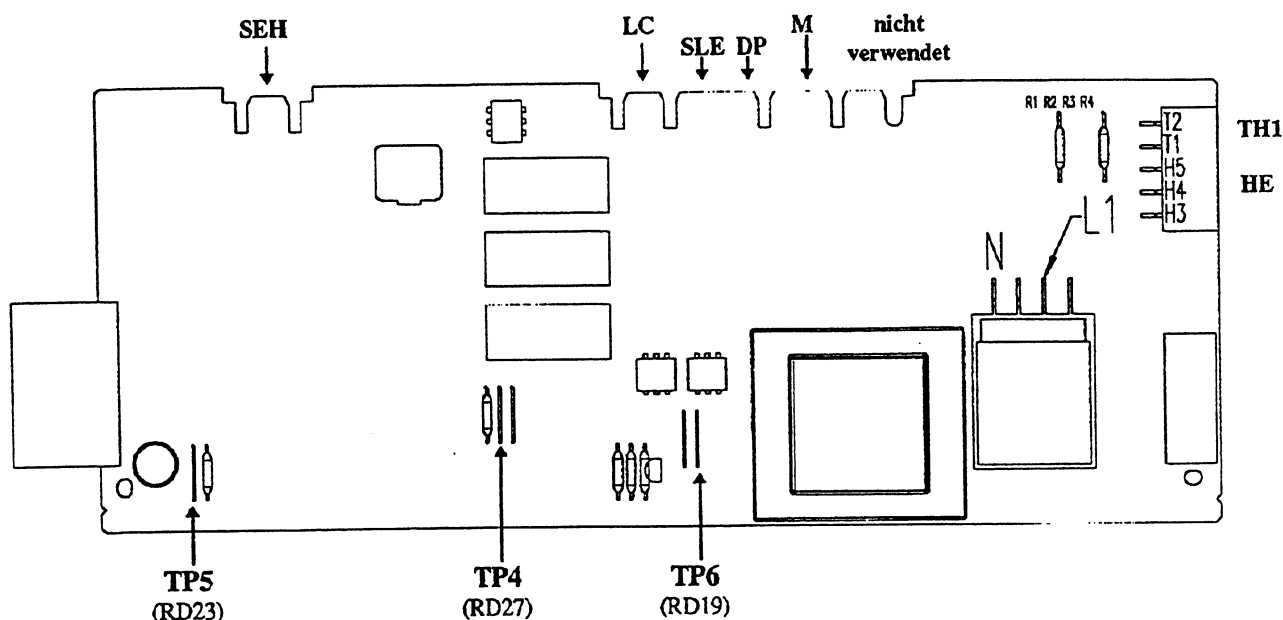 SEH
LC
SLE DP
M
nicht
verwendet
R1 R2 R3 R4
T2
T1
H5
H4
H3
TH1
HE
N
L1
TP5
(RD23)
TP4
(RD27)
TP6
(RD19)